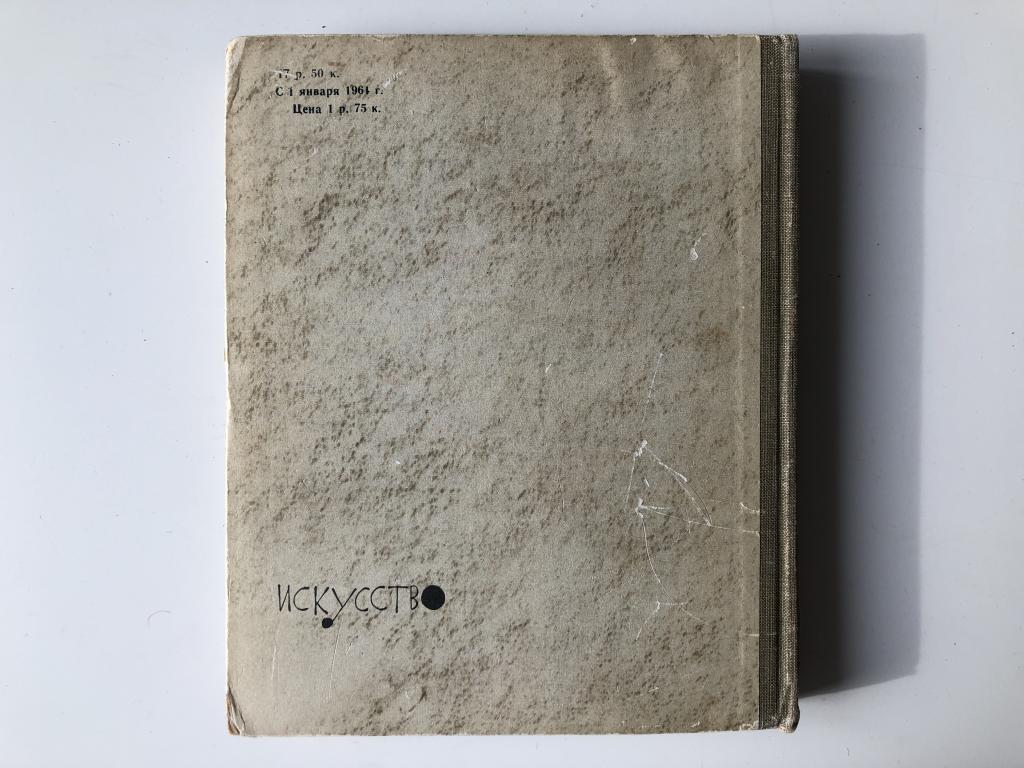 17 р. 50 к.
С 1 января 1961 г.
Цена 1 р. 75 к.
ИСКУССТВО